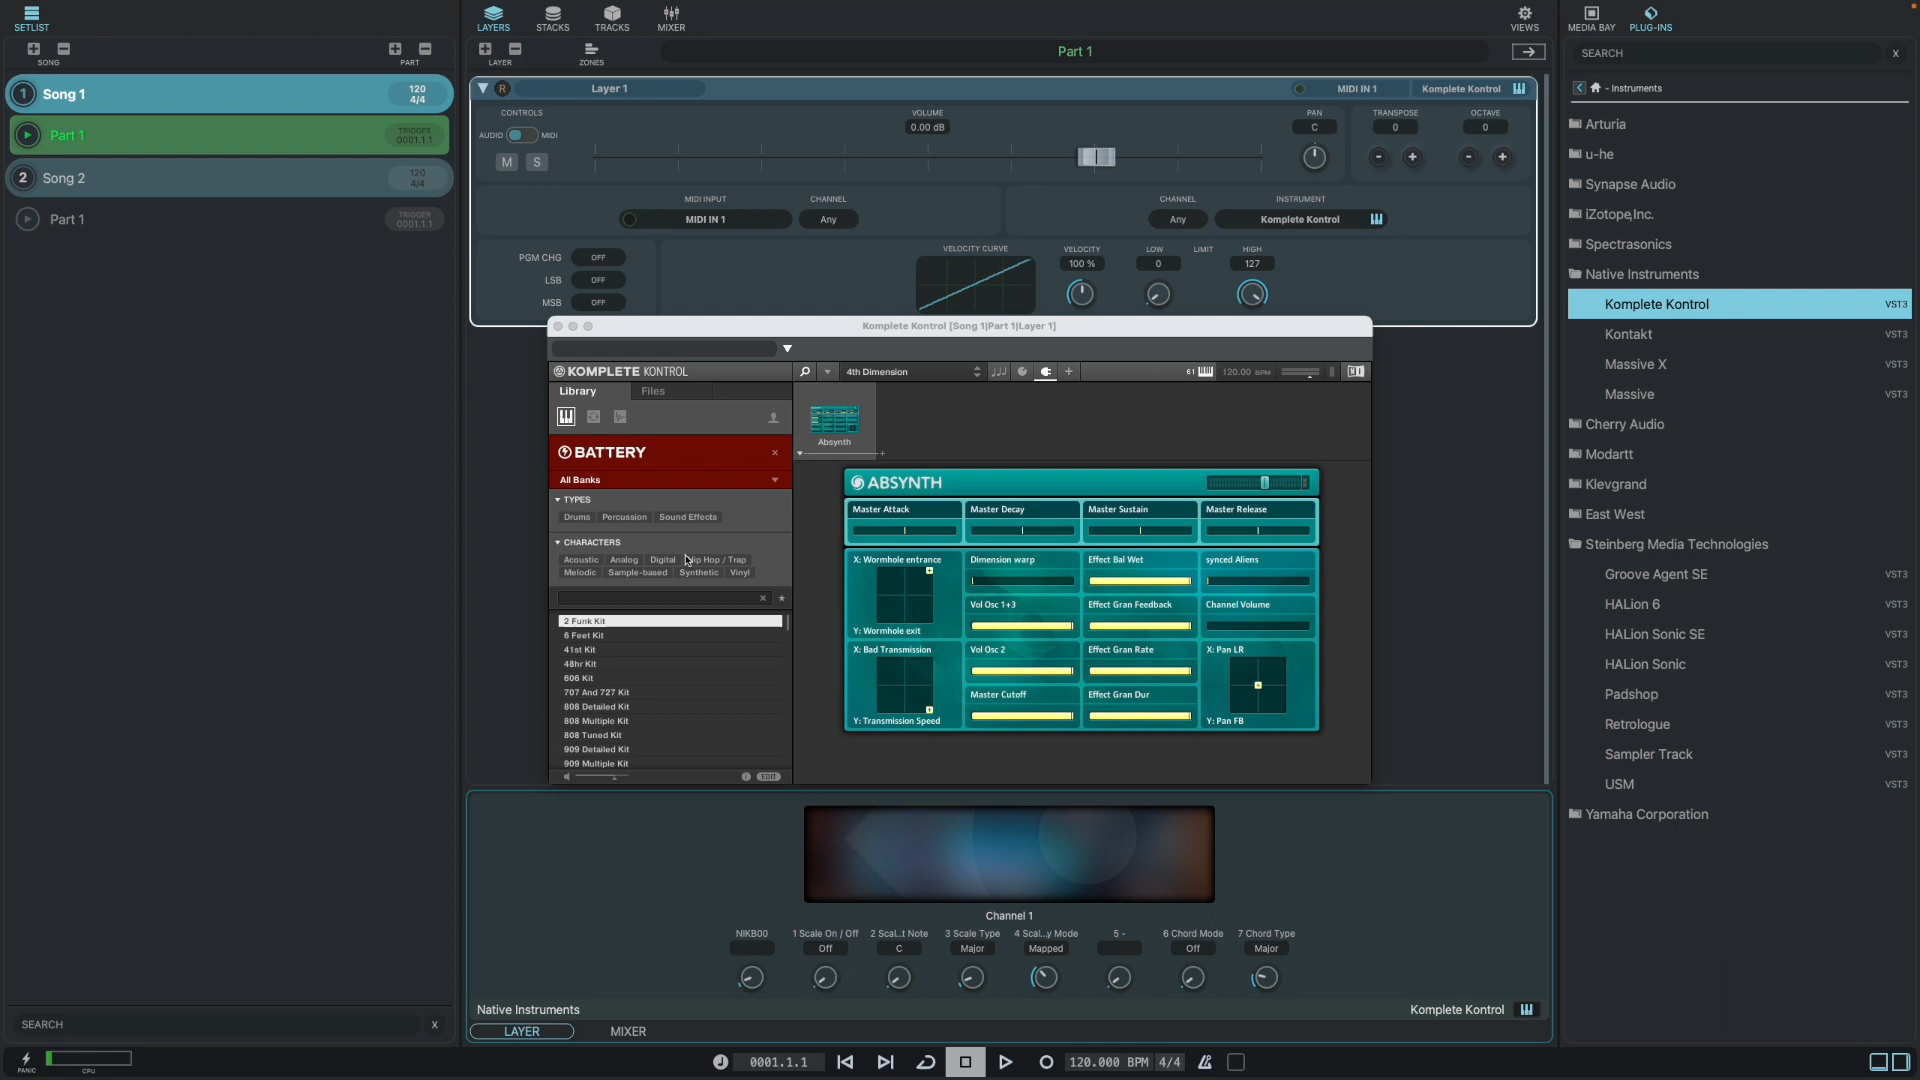 SETLIST
LAYERS STACKS TRACKS MIXER
VIEWS
MEDIA BAY PLUG-INS
SONG PART
LAYER ZONES Part 1
SEARCH X
Song 1
1
120
4/4
Part 1
TRIGGER
0001.1.1
Song 2
2
120
4/4
Part 1
TRIGGER
0001.1.1
R Layer 1 MIDI IN 1 Komplete Kontrol
CONTROLS VOLUME PAN TRANSPOSE OCTAVE
AUDIO MIDI 0.00 dB C 0 0
M S
MIDI INPUT CHANNEL CHANNEL INSTRUMENT
MIDI IN 1 Any Any Komplete Kontrol
VELOCITY CURVE VELOCITY LOW LIMIT HIGH
PGM CHG OFF 100 % 0 127
LSB OFF
MSB OFF
Komplete Kontrol [Song 1|Part 1|Layer 1]
KOMPLETE KONTROL 4th Dimension 61 120.00 BPM
Library Files
Absynth
BATTERY
All Banks
TYPES
Drums Percussion Sound Effects
CHARACTERS
Acoustic Analog Digital Hip Hop / Trap
Melodic Sample-based Synthetic Vinyl
2 Funk Kit
6 Feet Kit
41st Kit
48hr Kit
606 Kit
707 And 727 Kit
808 Detailed Kit
808 Multiple Kit
808 Tuned Kit
909 Detailed Kit
909 Multiple Kit
EDIT
ABSYNTH
Master Attack Master Decay Master Sustain Master Release
X: Wormhole entrance Dimension warp Effect Bal Wet synced Aliens
Vol Osc 1+3 Effect Gran Feedback Channel Volume
Y: Wormhole exit
X: Bad Transmission Vol Osc 2 Effect Gran Rate X: Pan LR
Master Cutoff Effect Gran Dur
Y: Transmission Speed Y: Pan FB
- Instruments
Arturia
u-he
Synapse Audio
iZotope,Inc.
Spectrasonics
Native Instruments
Komplete Kontrol VST3
Kontakt VST3
Massive X VST3
Massive VST3
Cherry Audio
Modartt
Klevgrand
East West
Steinberg Media Technologies
Groove Agent SE VST3
HALion 6 VST3
HALion Sonic SE VST3
HALion Sonic VST3
Padshop VST3
Retrologue VST3
Sampler Track VST3
USM VST3
Yamaha Corporation
Channel 1
NIKB00 1 Scale On / Off 2 Scal...t Note 3 Scale Type 4 Scal...y Mode 5 - 6 Chord Mode 7 Chord Type
Off C Major Mapped Off Major
Native Instruments Komplete Kontrol
LAYER MIXER
SEARCH X
PANIC CPU
0001.1.1 120.000 BPM 4/4